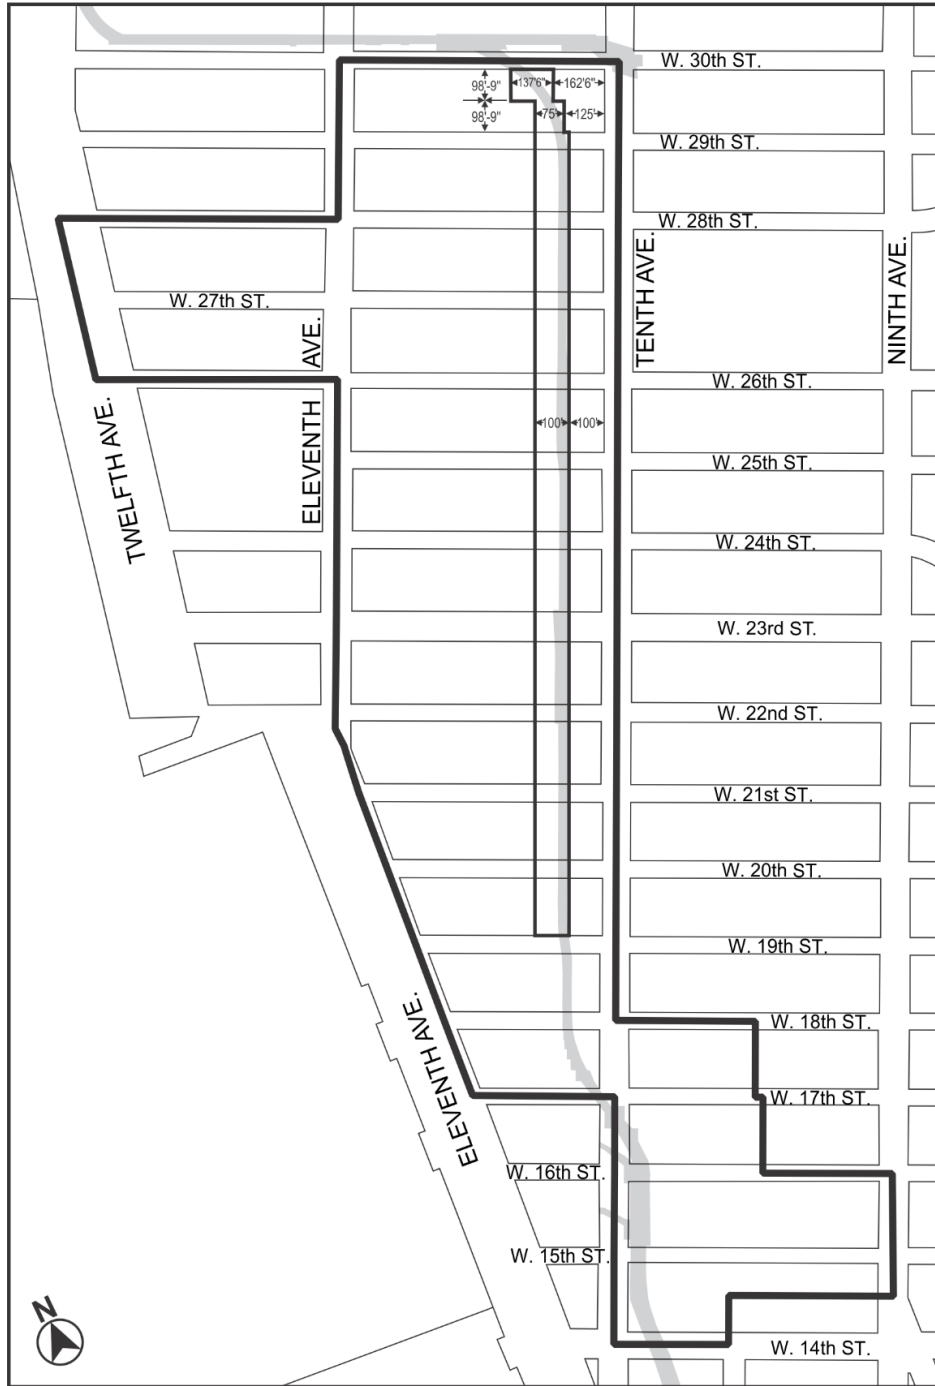 W. 30th ST.
98'-9"
137'6"
162'6"
98'-9"
75'
125'
W. 29th ST.
W. 28th ST.
TENTH AVE.
NINTH AVE.
W. 27th ST.
ELEVENTH AVE.
W. 26th ST.
TWELFTH AVE.
100'
100'
W. 25th ST.
W. 24th ST.
W. 23rd ST.
W. 22nd ST.
W. 21st ST.
W. 20th ST.
W. 19th ST.
W. 18th ST.
ELEVENTH AVE.
W. 17th ST.
W. 16th ST.
W. 15th ST.
N
W. 14th ST.